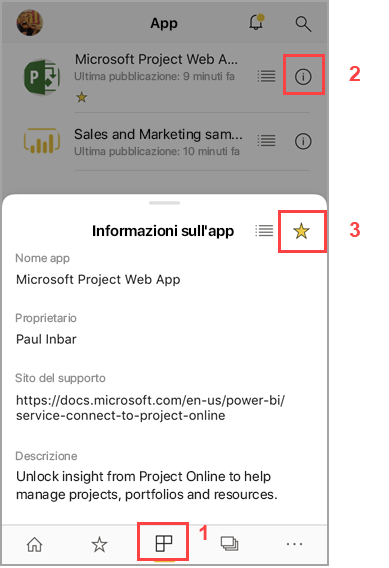 App
Microsoft Project Web A...
Ultima pubblicazione: 9 minuti fa
2
Sales and Marketing sam...
Ultima pubblicazione: 10 minuti fa
Informazioni sull'app
3
Nome app
Microsoft Project Web App
Proprietario
Paul Inbar
Sito del supporto
https://docs.microsoft.com/en-us/power-bi/
service-connect-to-project-online
Descrizione
Unlock insight from Project Online to help
manage projects, portfolios and resources.
1